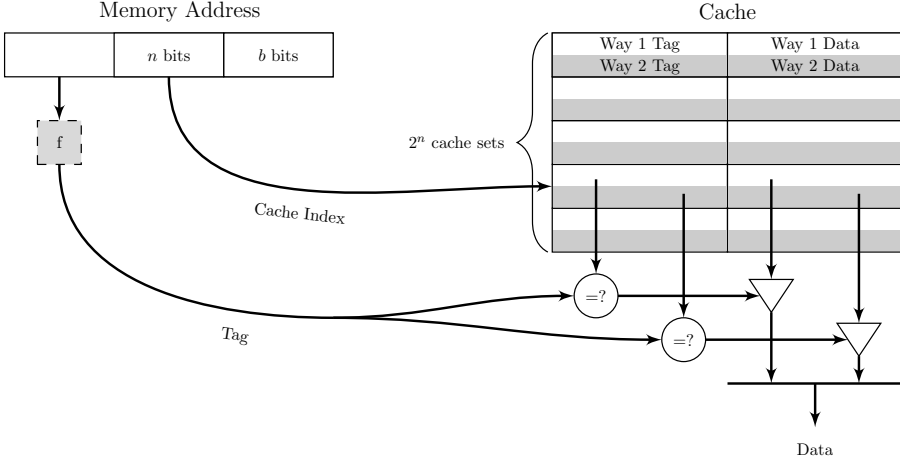 Memory Address
Cache
n bits
b bits
Way 1 Tag
Way 1 Data
Way 2 Tag
Way 2 Data
f
2ⁿ cache sets
Cache Index
=?
Tag
=?
Data